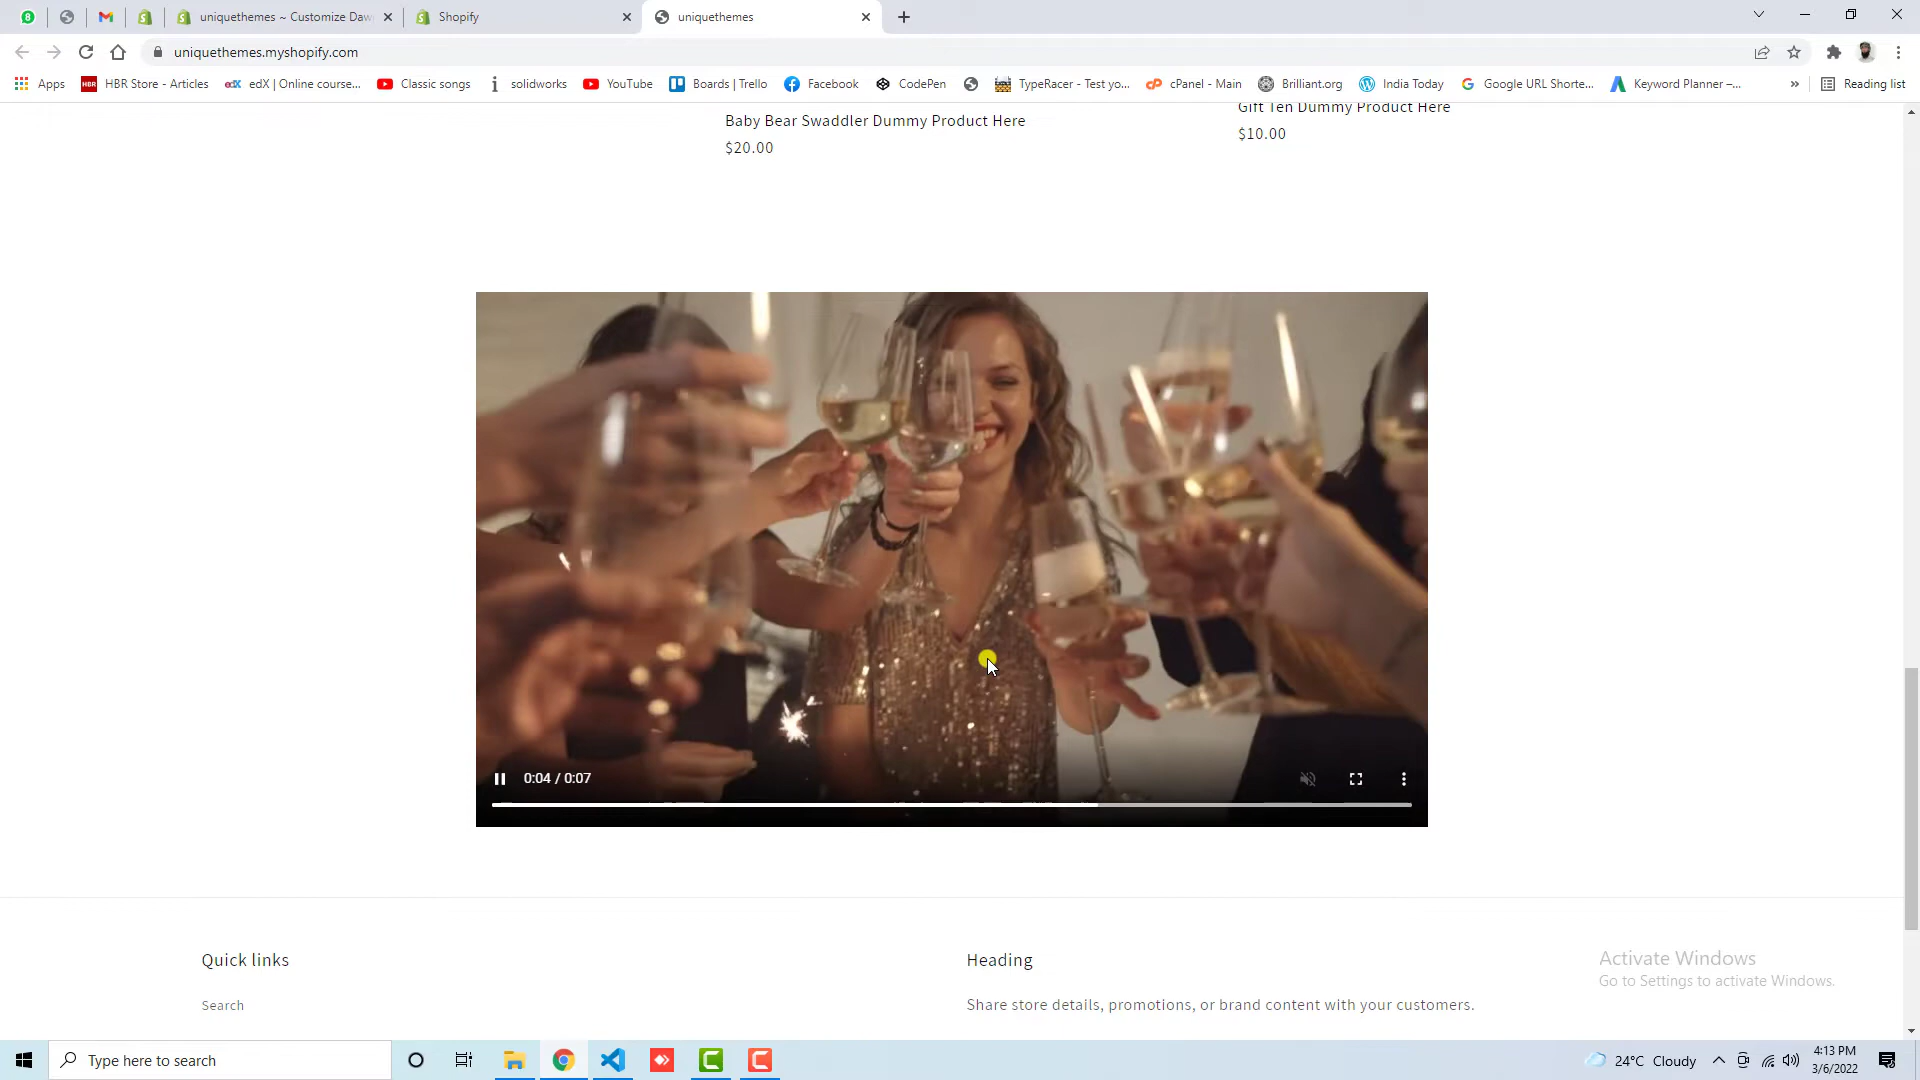 8
uniquethemes ~ Customize Daw
Shopify
uniquethemes
uniquethemes.myshopify.com
Apps
HBR HBR Store - Articles
edX | Online course...
Classic songs
solidworks
YouTube
Boards | Trello
Facebook
CodePen
TypeRacer - Test yo...
cPanel - Main
Brilliant.org
India Today
Google URL Shorte...
Keyword Planner –...
»
Reading list
Gift Ten Dummy Product Here
Baby Bear Swaddler Dummy Product Here
$10.00
$20.00
0:04 / 0:07
Quick links
Heading
Activate Windows
Go to Settings to activate Windows.
Search
Share store details, promotions, or brand content with your customers.
Type here to search
24°C Cloudy
4:13 PM
3/6/2022